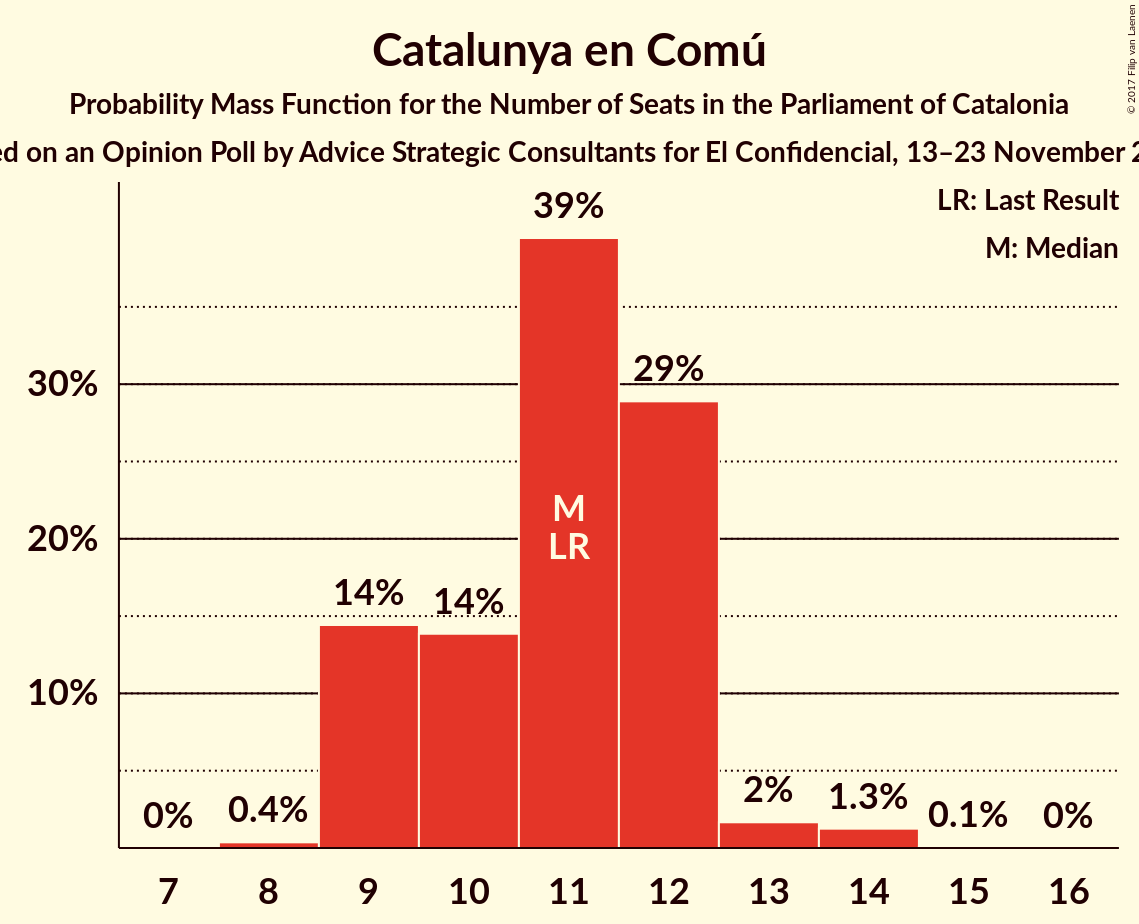 Catalunya en Comú
Probability Mass Function for the Number of Seats in the Parliament of Catalonia
on an Opinion Poll by Advice Strategic Consultants for El Confidencial, 13–23 November
© 2017 Filip van Laenen
LR: Last Result
M: Median
39%
30%
29%
M
LR
20%
14%
14%
10%
0%
0.4%
2%
1.3%
0.1%
0%
7 8 9 10 11 12 13 14 15 16